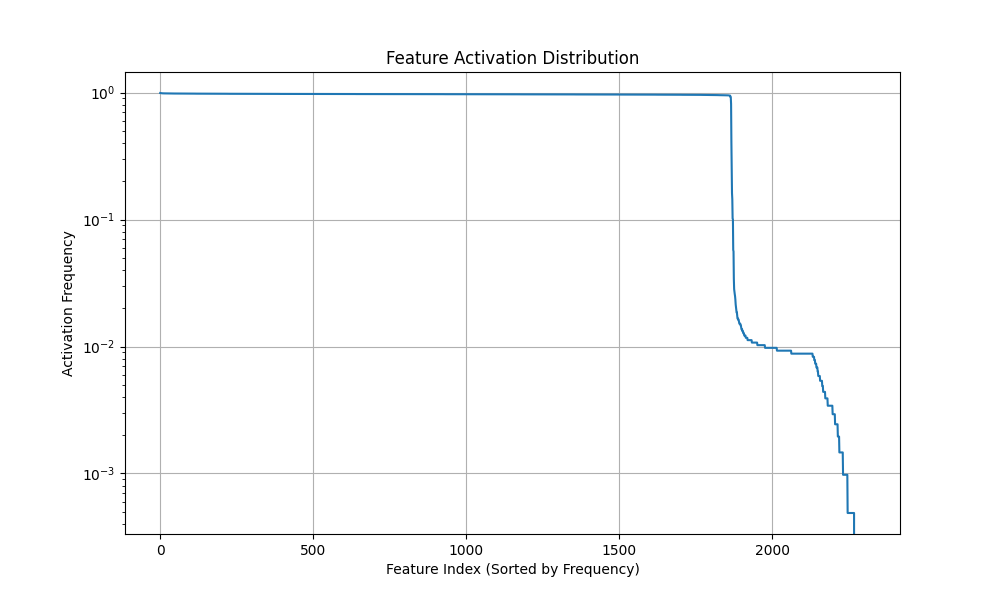 Feature Activation Distribution
Activation Frequency
10⁰
10⁻¹
10⁻²
10⁻³
0 500 1000 1500 2000
Feature Index (Sorted by Frequency)